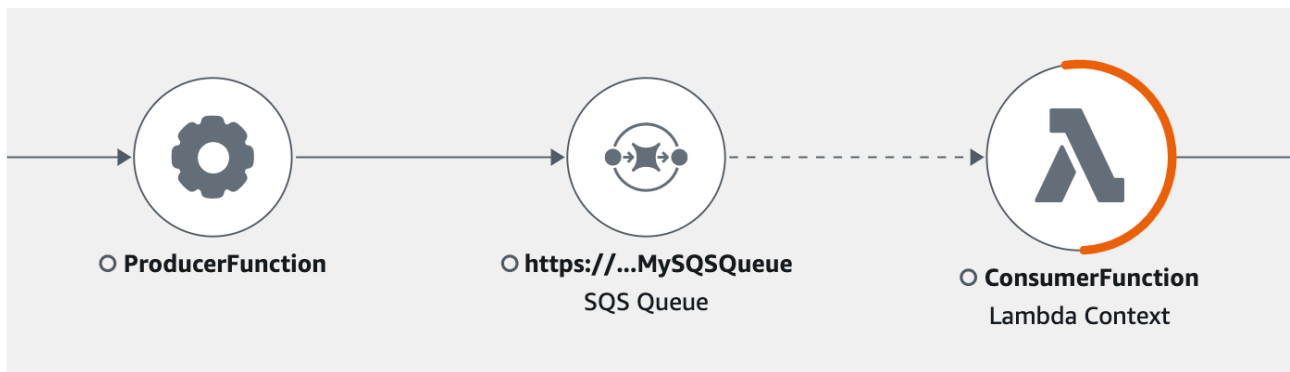 ProducerFunction
https://...MySQSQueue
SQS Queue
ConsumerFunction
Lambda Context